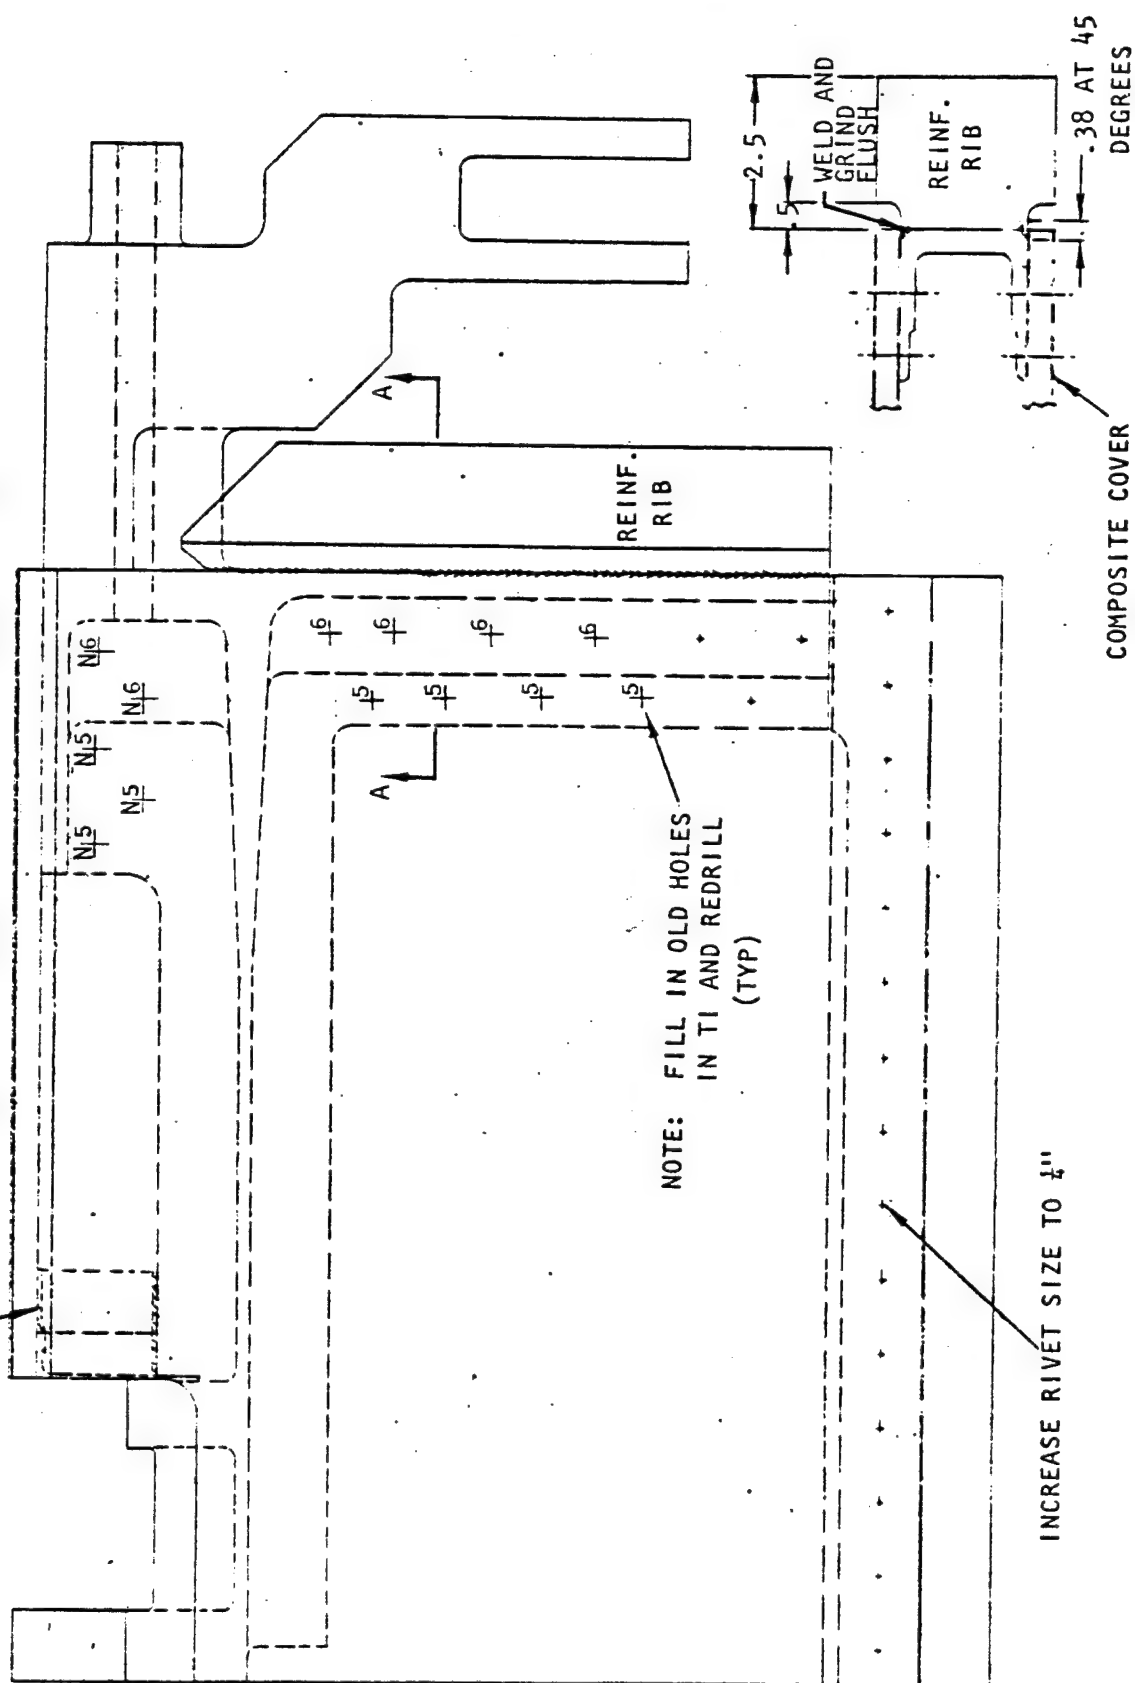 N5
N5
N5
N6
N6
5
5
5
5
6
6
6
6
A
A
REINF.
RIB
NOTE: FILL IN OLD HOLES
IN TI AND REDRILL
(TYP)
INCREASE RIVET SIZE TO ¼"
2.5
.5
WELD AND
GRIND
FLUSH
REINF.
RIB
.38 AT 45
DEGREES
COMPOSITE COVER